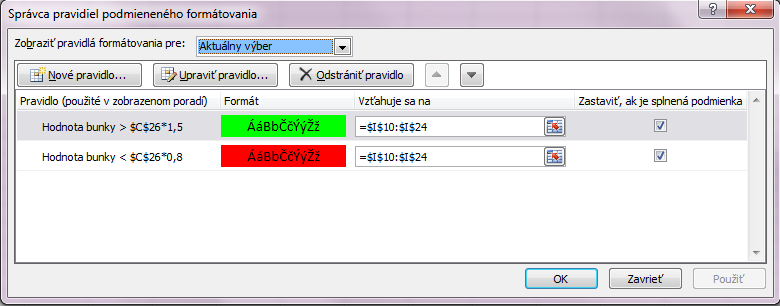 Správca pravidiel podmieneného formátovania
Zobraziť pravidlá formátovania pre: Aktuálny výber
Nové pravidlo... Upraviť pravidlo... Odstrániť pravidlo
Pravidlo (použité v zobrazenom poradí) Formát Vzťahuje sa na Zastaviť, ak je splnená podmienka
Hodnota bunky > $C$26*1,5 ÁáBbČčÝýŽž =$I$10:$I$24
Hodnota bunky < $C$26*0,8 ÁáBbČčÝýŽž =$I$10:$I$24
OK Zavrieť Použiť